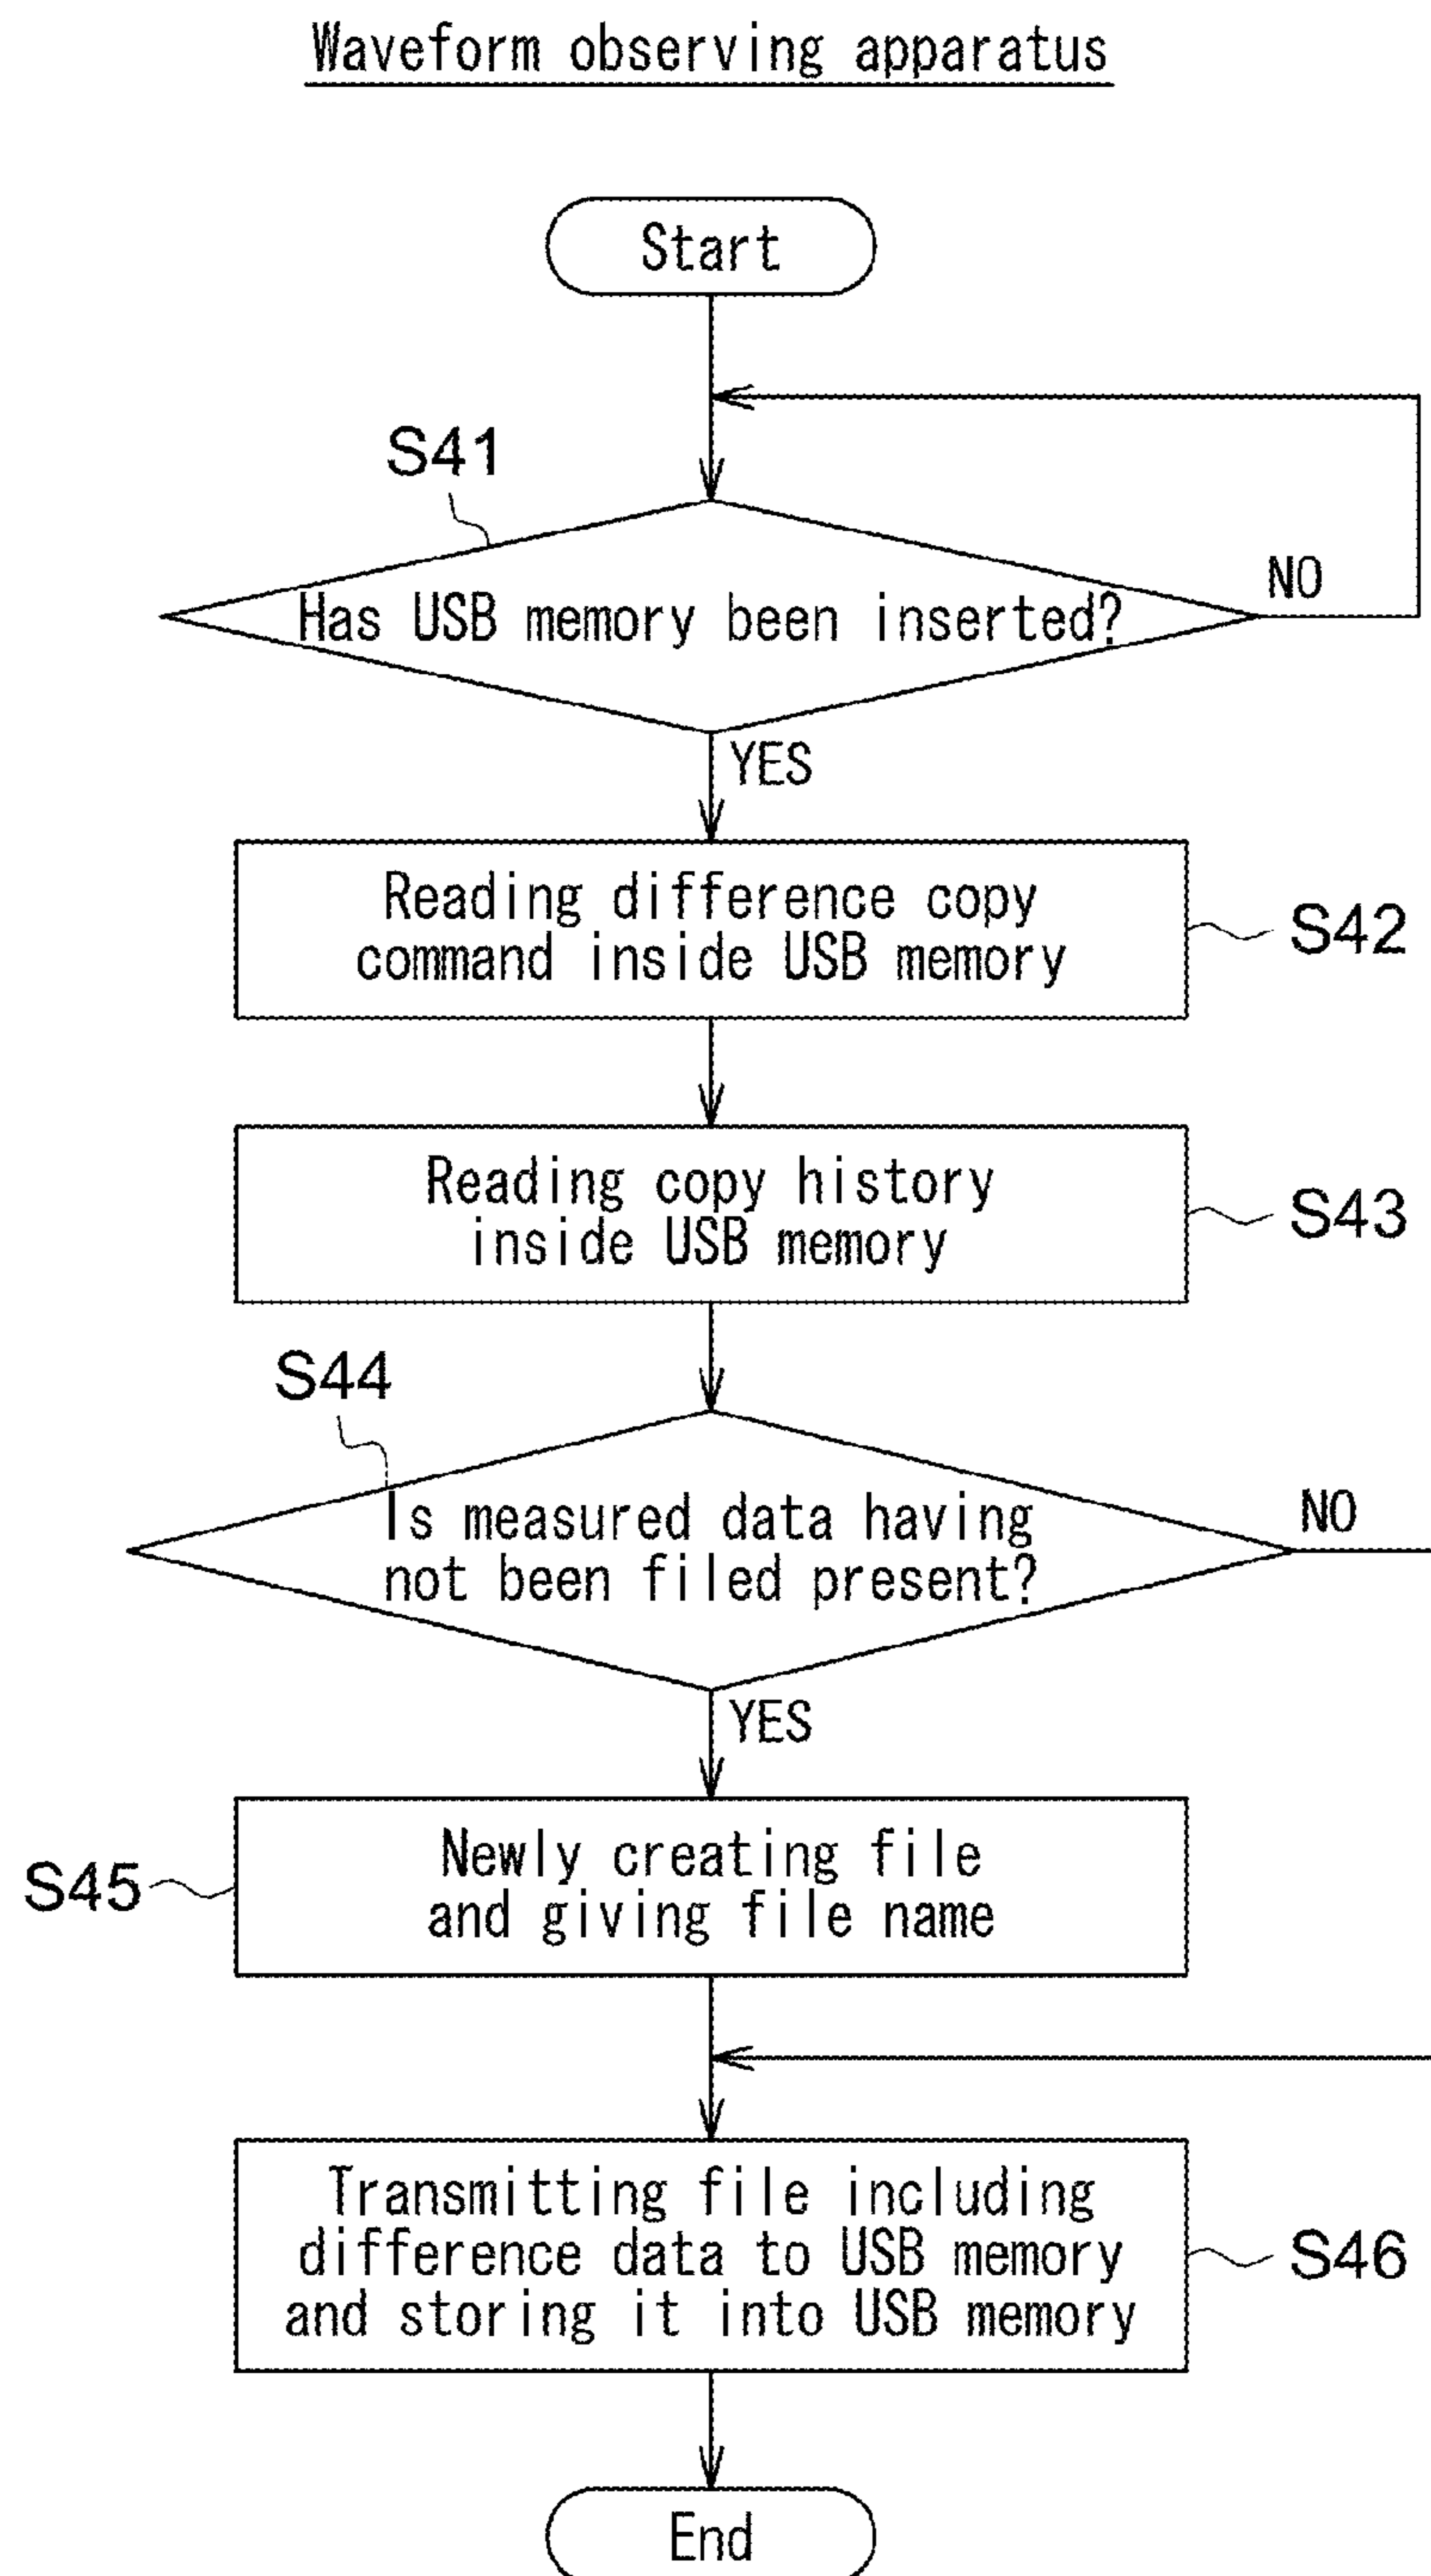 Waveform observing apparatus
Start
S41
Has USB memory been inserted?
NO
YES
Reading difference copy
command inside USB memory
S42
Reading copy history
inside USB memory
S43
S44
Is measured data having
not been filed present?
NO
YES
S45
Newly creating file
and giving file name
Transmitting file including
difference data to USB memory
and storing it into USB memory
S46
End